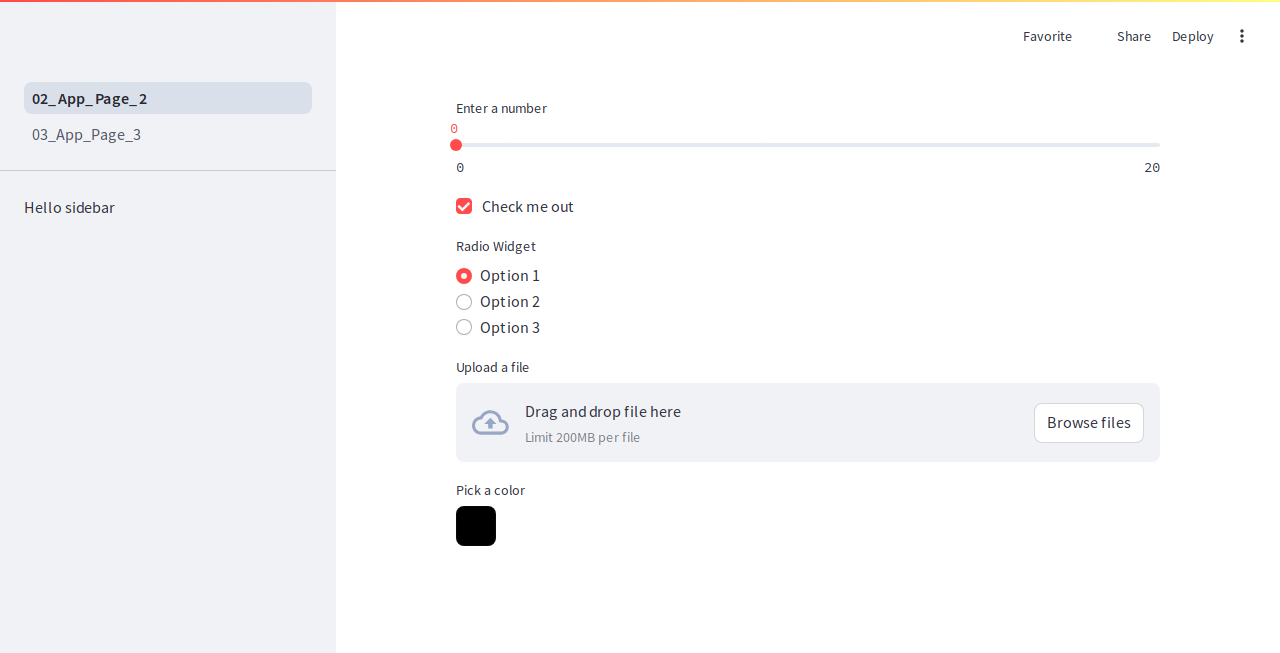 Favorite Share Deploy
02_App_Page_2
03_App_Page_3
Hello sidebar
Enter a number
0
0 20
Check me out
Radio Widget
Option 1
Option 2
Option 3
Upload a file
Drag and drop file here
Limit 200MB per file
Browse files
Pick a color